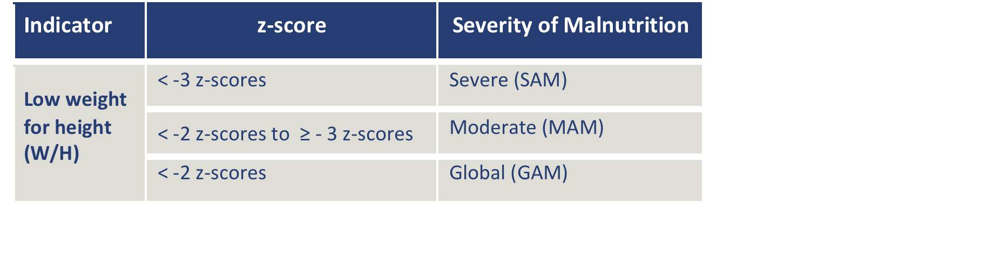 Indicator
z-score
Severity of Malnutrition
Low weight
for height
(W/H)
< -3 z-scores
Severe (SAM)
< -2 z-scores to  ≥ - 3 z-scores
Moderate (MAM)
< -2 z-scores
Global (GAM)